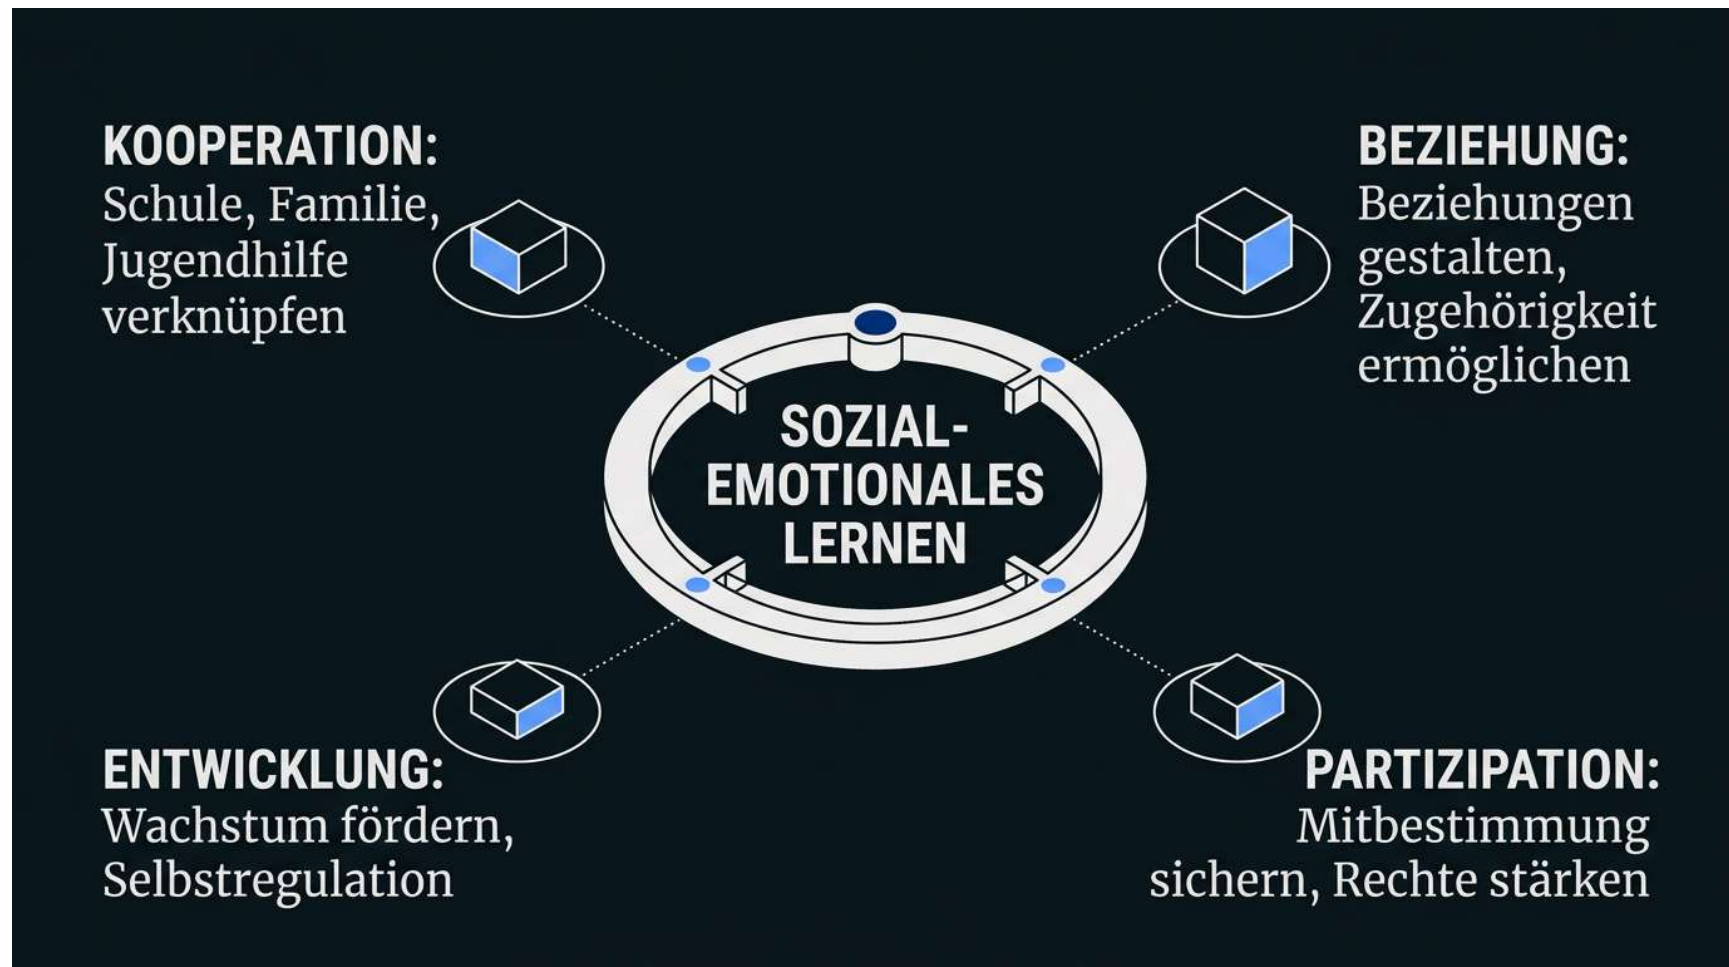 KOOPERATION:
Schule, Familie,
Jugendhilfe
verknüpfen
BEZIEHUNG:
Beziehungen
gestalten,
Zugehörigkeit
ermöglichen
SOZIAL-
EMOTIONALES
LERNEN
ENTWICKLUNG:
Wachstum fördern,
Selbstregulation
PARTIZIPATION:
Mitbestimmung
sichern, Rechte stärken